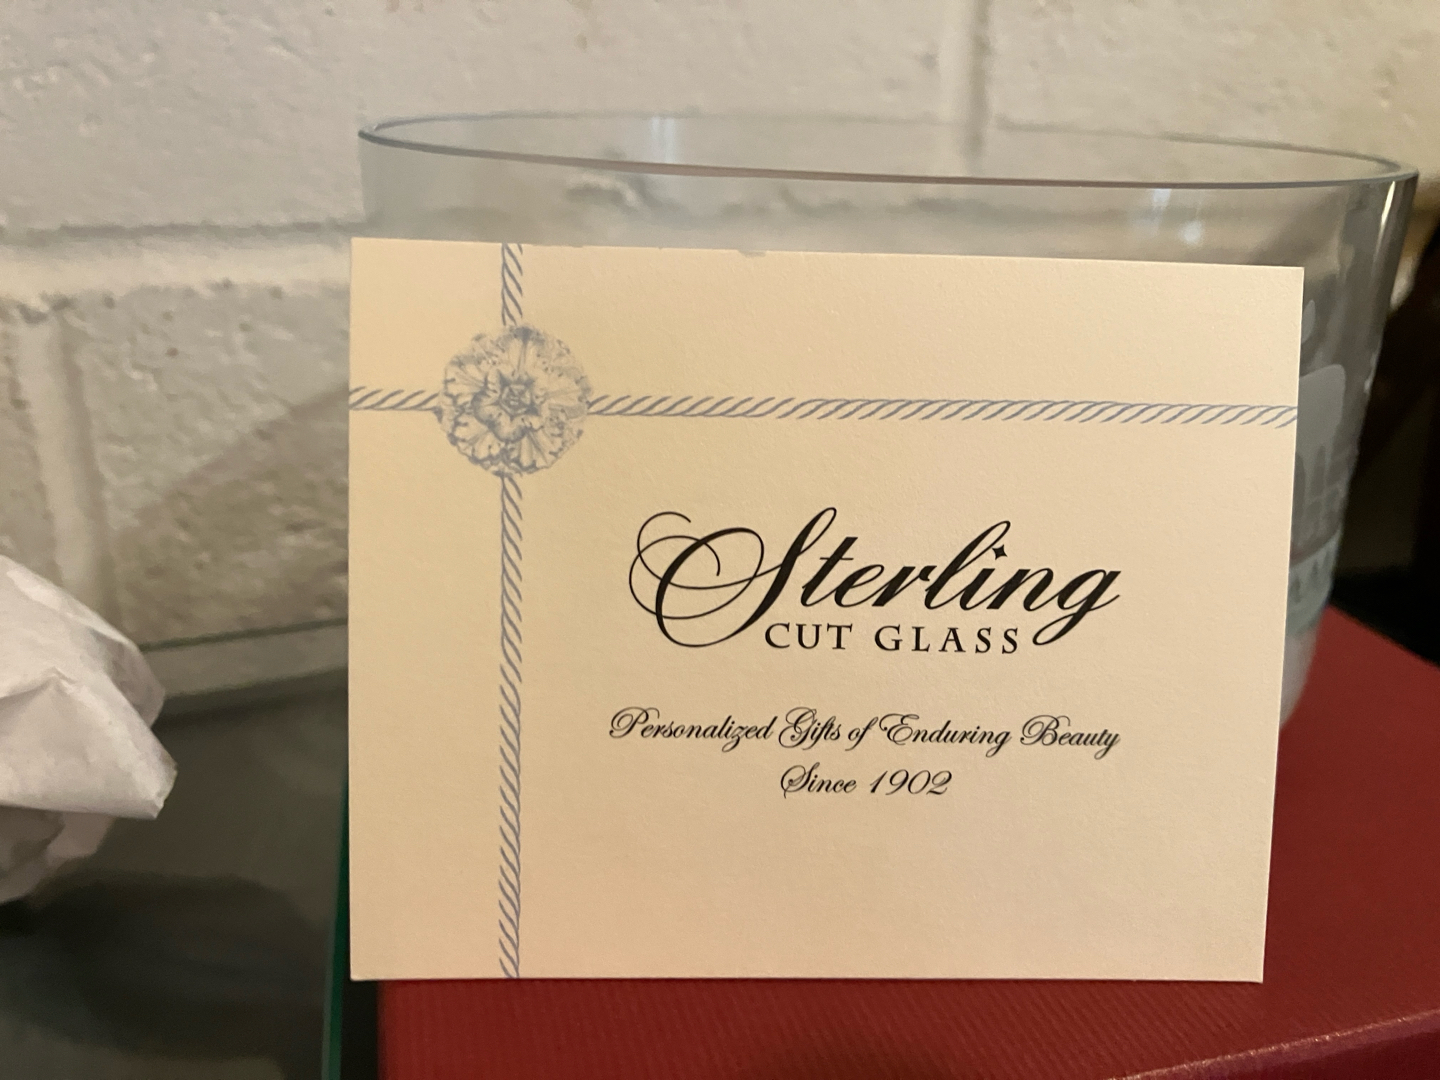 Sterling
CUT GLASS
Personalized Gifts of Enduring Beauty
Since 1902